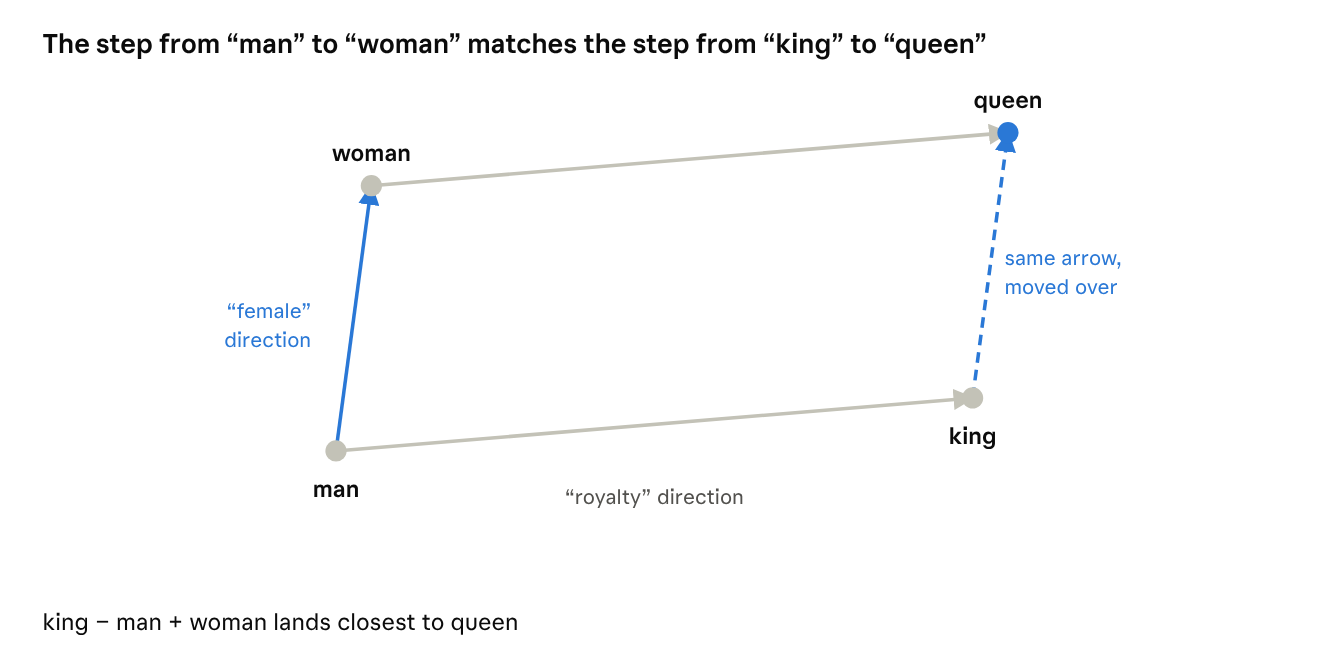 The step from “man” to “woman” matches the step from “king” to “queen”
queen
woman
same arrow,
moved over
“female”
direction
king
man
“royalty” direction
king − man + woman lands closest to queen